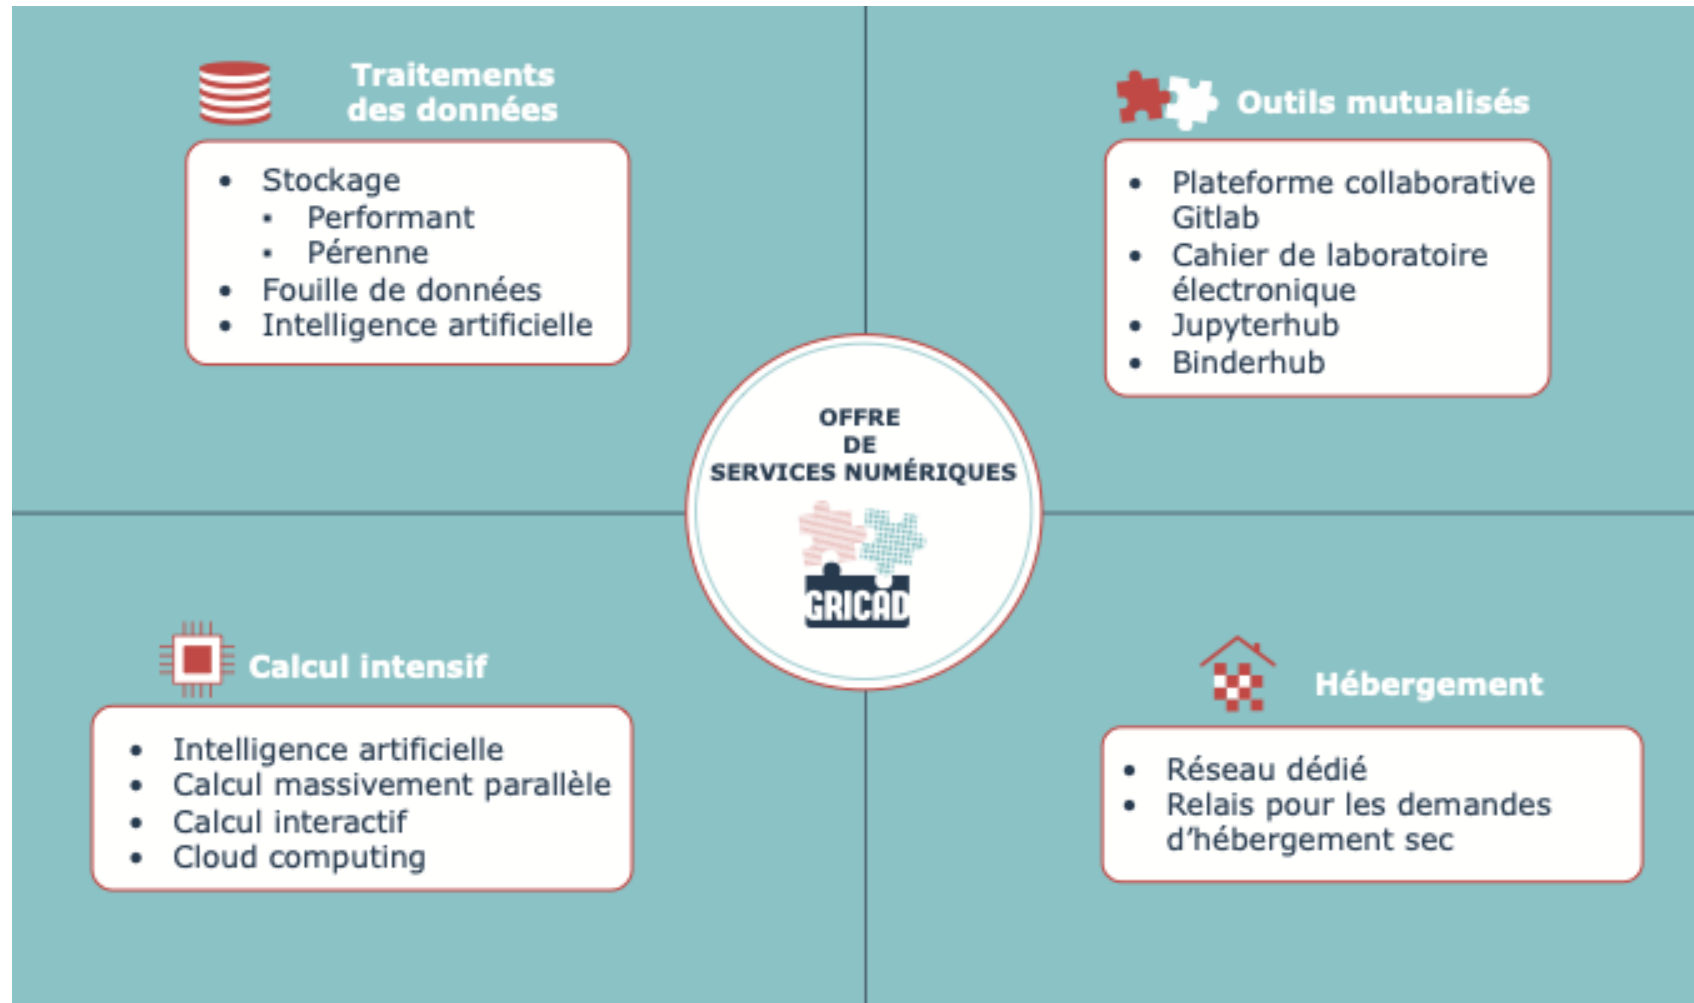 Traitements
des données
• Stockage
▪ Performant
▪ Pérenne
• Fouille de données
• Intelligence artificielle
Outils mutualisés
• Plateforme collaborative
Gitlab
• Cahier de laboratoire
électronique
• Jupyterhub
• Binderhub
OFFRE
DE
SERVICES NUMÉRIQUES
GRICAD
Calcul intensif
• Intelligence artificielle
• Calcul massivement parallèle
• Calcul interactif
• Cloud computing
Hébergement
• Réseau dédié
• Relais pour les demandes
d’hébergement sec